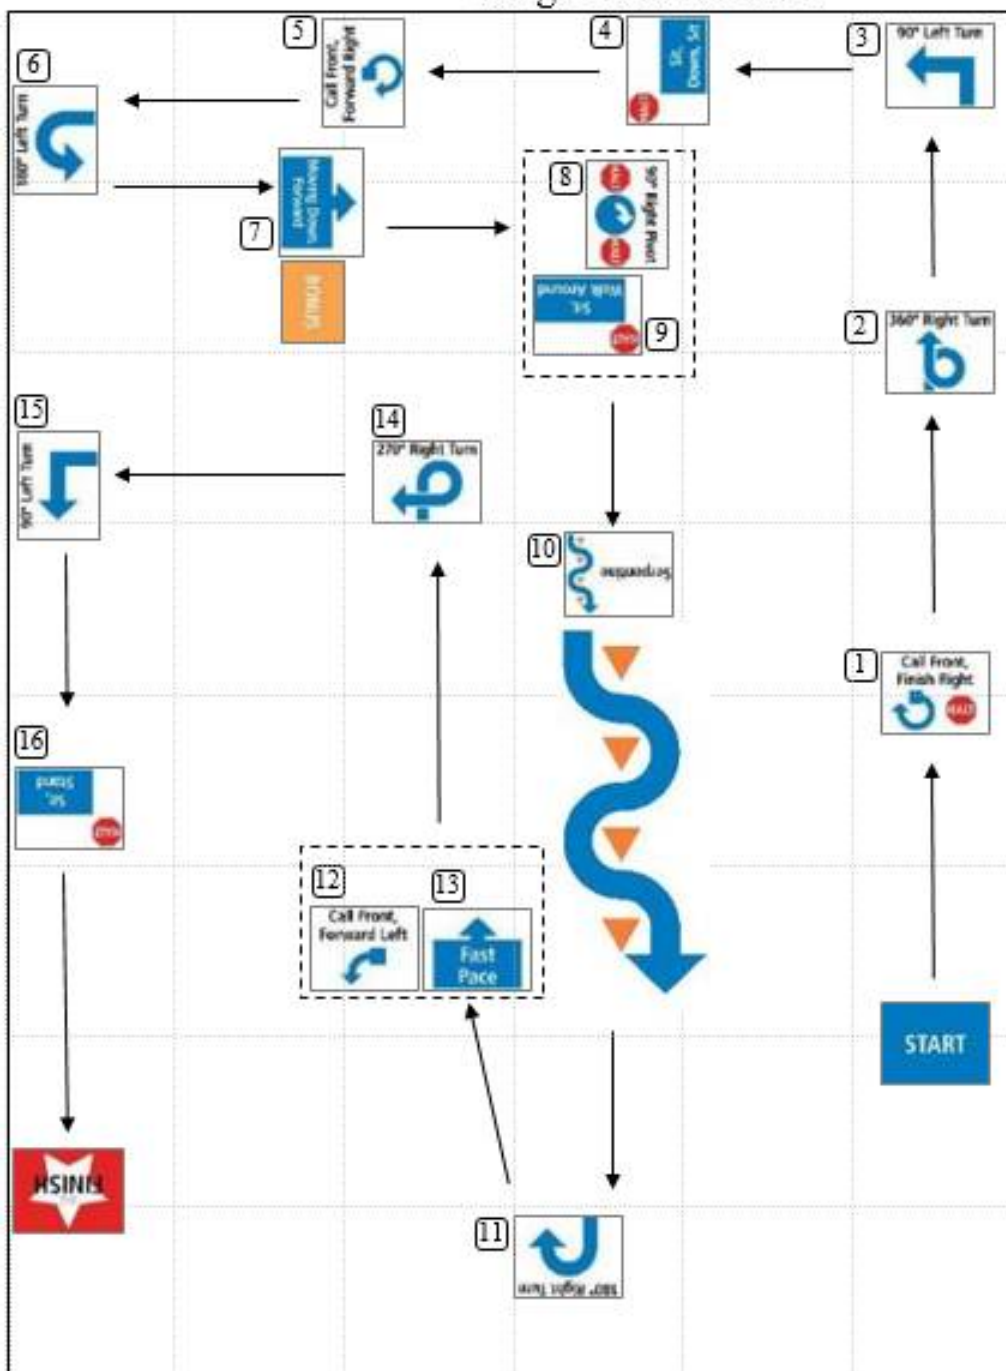 5
4
3
90° Left Turn
Call Front,
Forward Right
Sit,
Down, Sit
6
180° Left Turn
Moving Down
Forward
7
BONUS
8
90° Right Pivot
Sit,
Walk Around
HALT
9
2
360° Right Turn
15
90° Left Turn
14
270° Right Turn
10
Serpentine
1
Call Front,
Finish Right
HALT
16
Sit,
Stand
HALT
12
13
Call Front,
Forward Left
Fast
Pace
START
FINISH
11
180° Right Turn